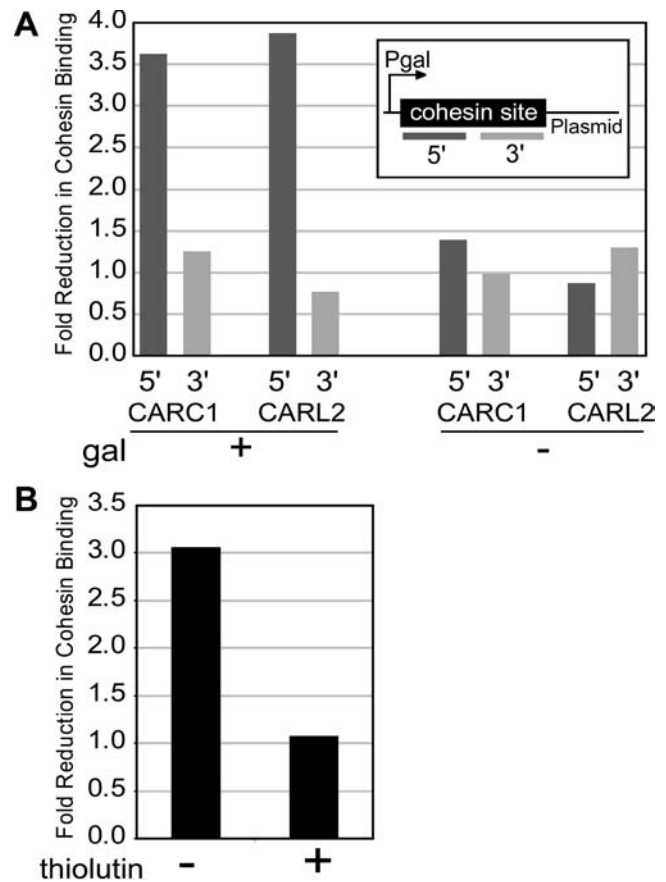 A
Fold Reduction in Cohesin Binding
4.0
3.5
3.0
2.5
2.0
1.5
1.0
0.5
0.0
Pgal
cohesin site
Plasmid
5' 3'
5' 3' 5' 3' 5' 3' 5' 3'
CARC1 CARL2 CARC1 CARL2
gal + -
B
Fold Reduction in Cohesin Binding
3.5
3.0
2.5
2.0
1.5
1.0
0.5
0.0
thiolutin - +